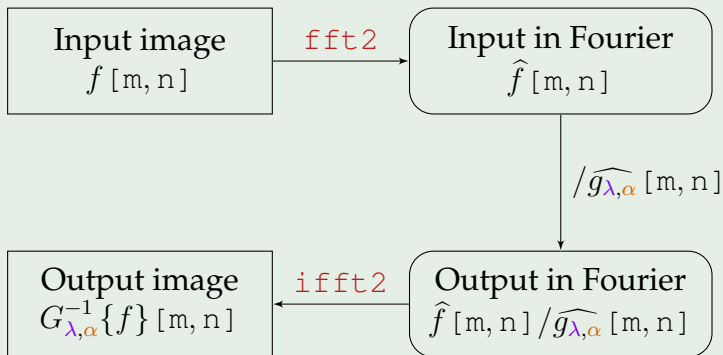 Input image
f[m, n]
fft2
Input in Fourier
f̂[m, n]
/ĝ_{λ,α}[m, n]
Output image
G^{-1}_{λ,α}{f}[m, n]
ifft2
Output in Fourier
f̂[m, n]/ĝ_{λ,α}[m, n]